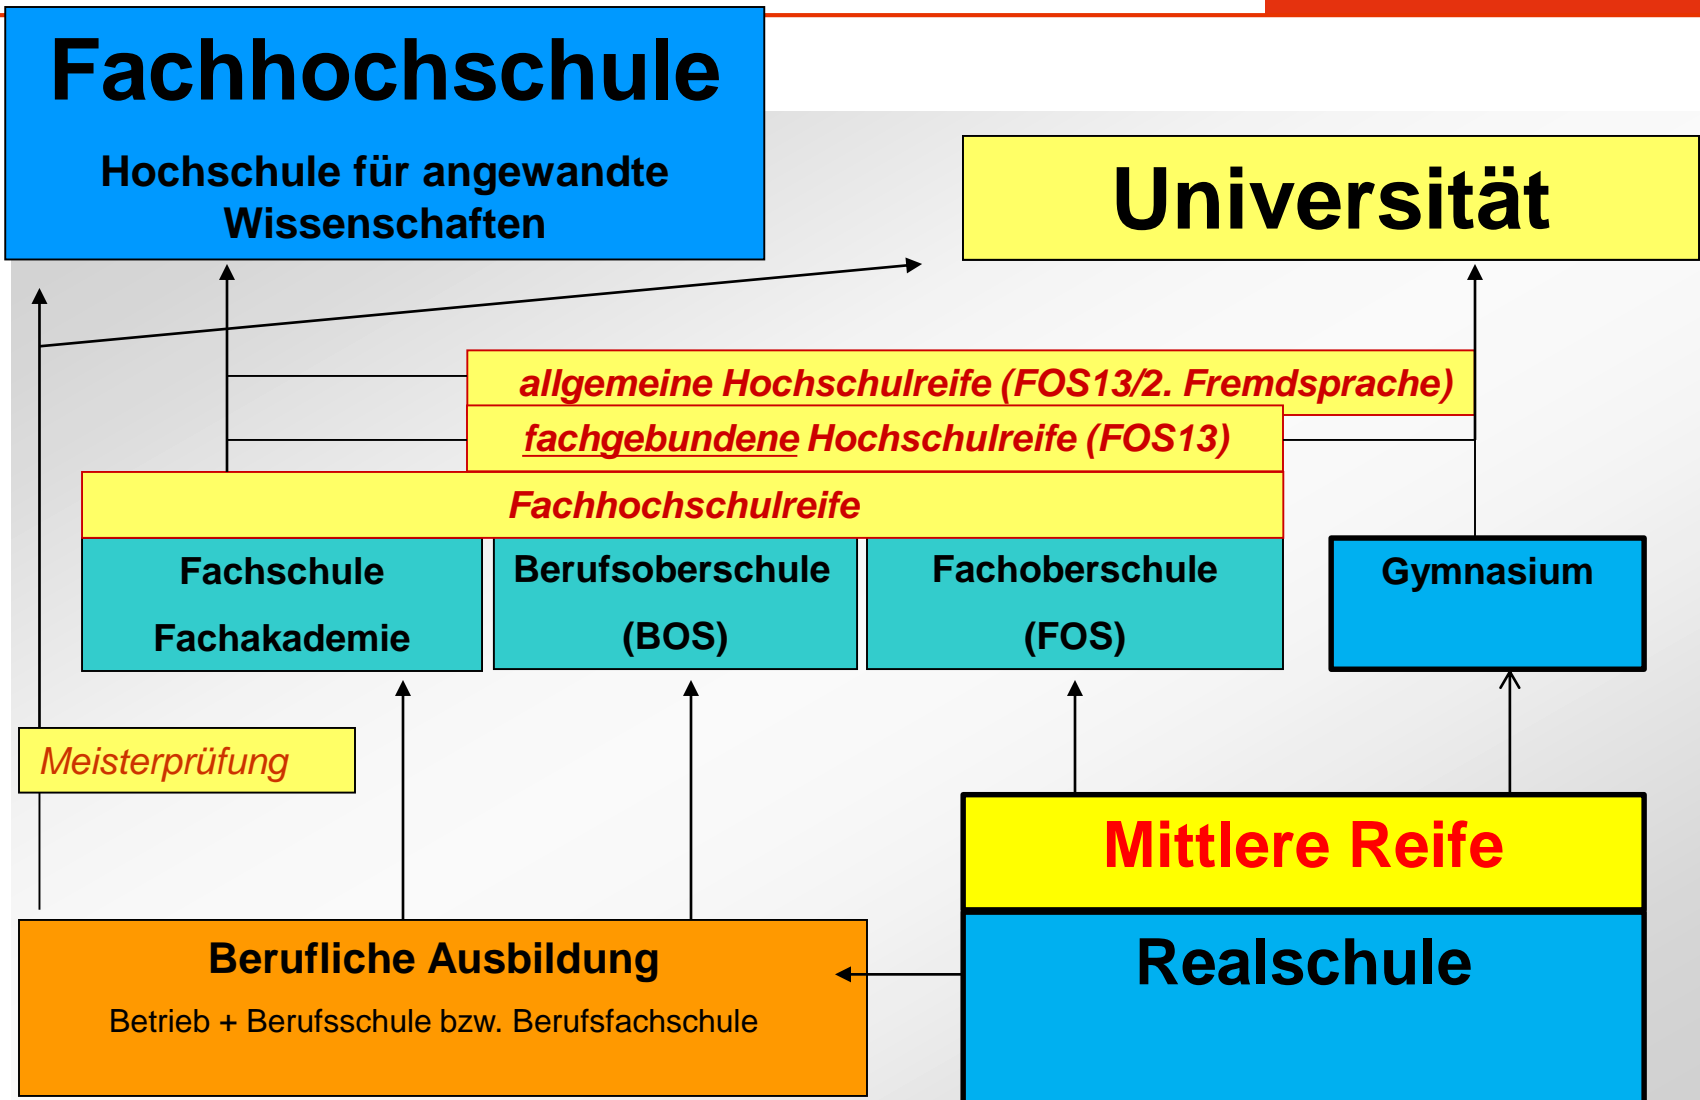 Fachhochschule
Hochschule für angewandte
Wissenschaften
Universität
allgemeine Hochschulreife (FOS13/2. Fremdsprache)
fachgebundene Hochschulreife (FOS13)
Fachhochschulreife
Fachschule
Fachakademie
Berufsoberschule
(BOS)
Fachoberschule
(FOS)
Gymnasium
Meisterprüfung
Mittlere Reife
Realschule
Berufliche Ausbildung
Betrieb + Berufsschule bzw. Berufsfachschule